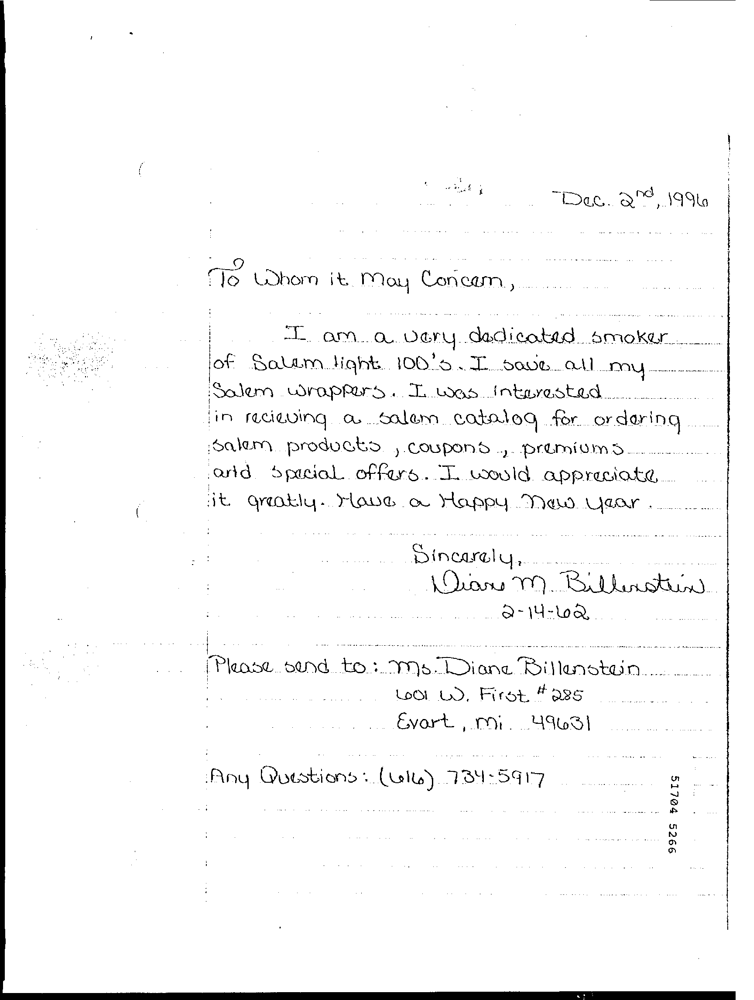 Dec. 2nd, 1996
To Whom it May Concern,
I am a very dedicated smoker
of Salem light 100's. I save all my
Salem wrappers. I was interested
in recieving a salem catalog for ordering
salem products, coupons, premiums
and special offers. I would appreciate
it greatly. Have a Happy New Year.
Sincerely,
Diane M. Billenstein
2-14-62
Please send to: Ms. Diane Billenstein
601 W. First #285
Evart, Mi. 49631
Any Questions: (616) 734-5917
51704 5266